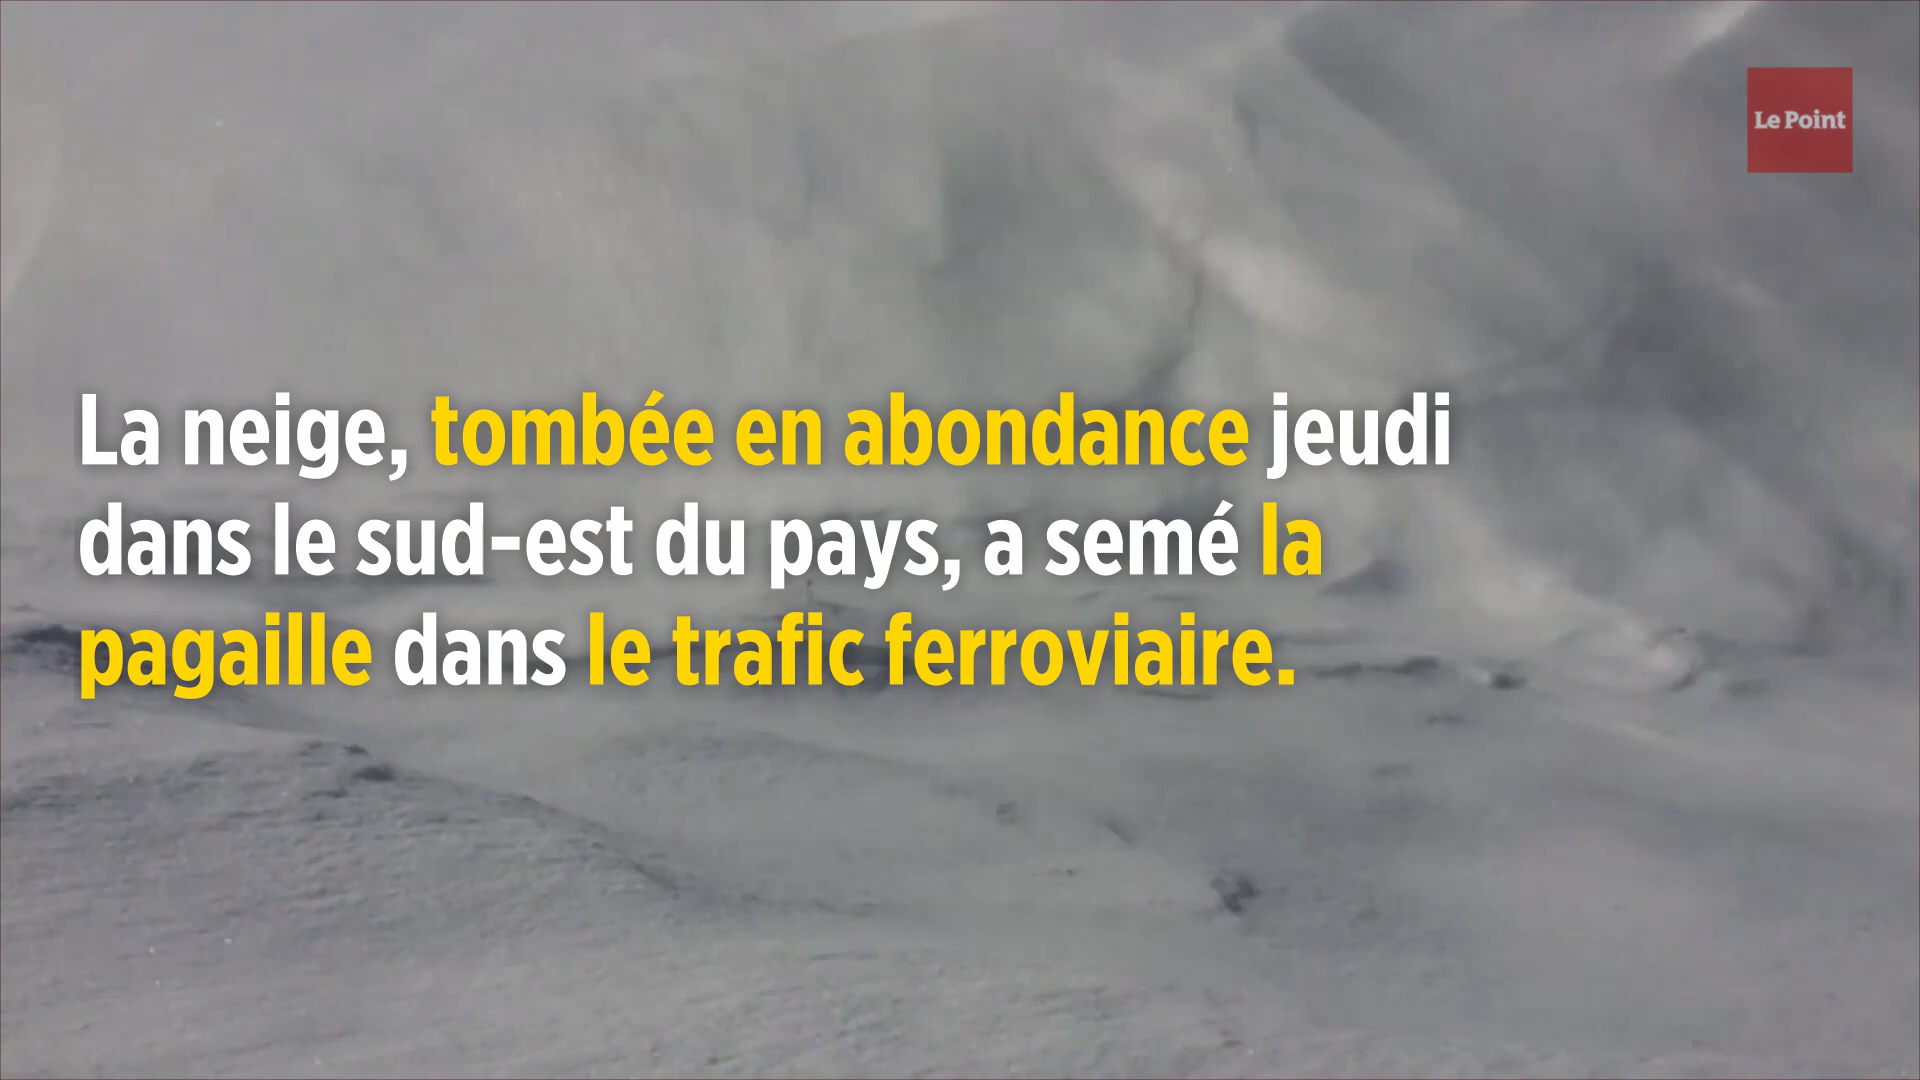 Le Point
La neige, tombée en abondance jeudi
dans le sud-est du pays, a semé la
pagaille dans le trafic ferroviaire.